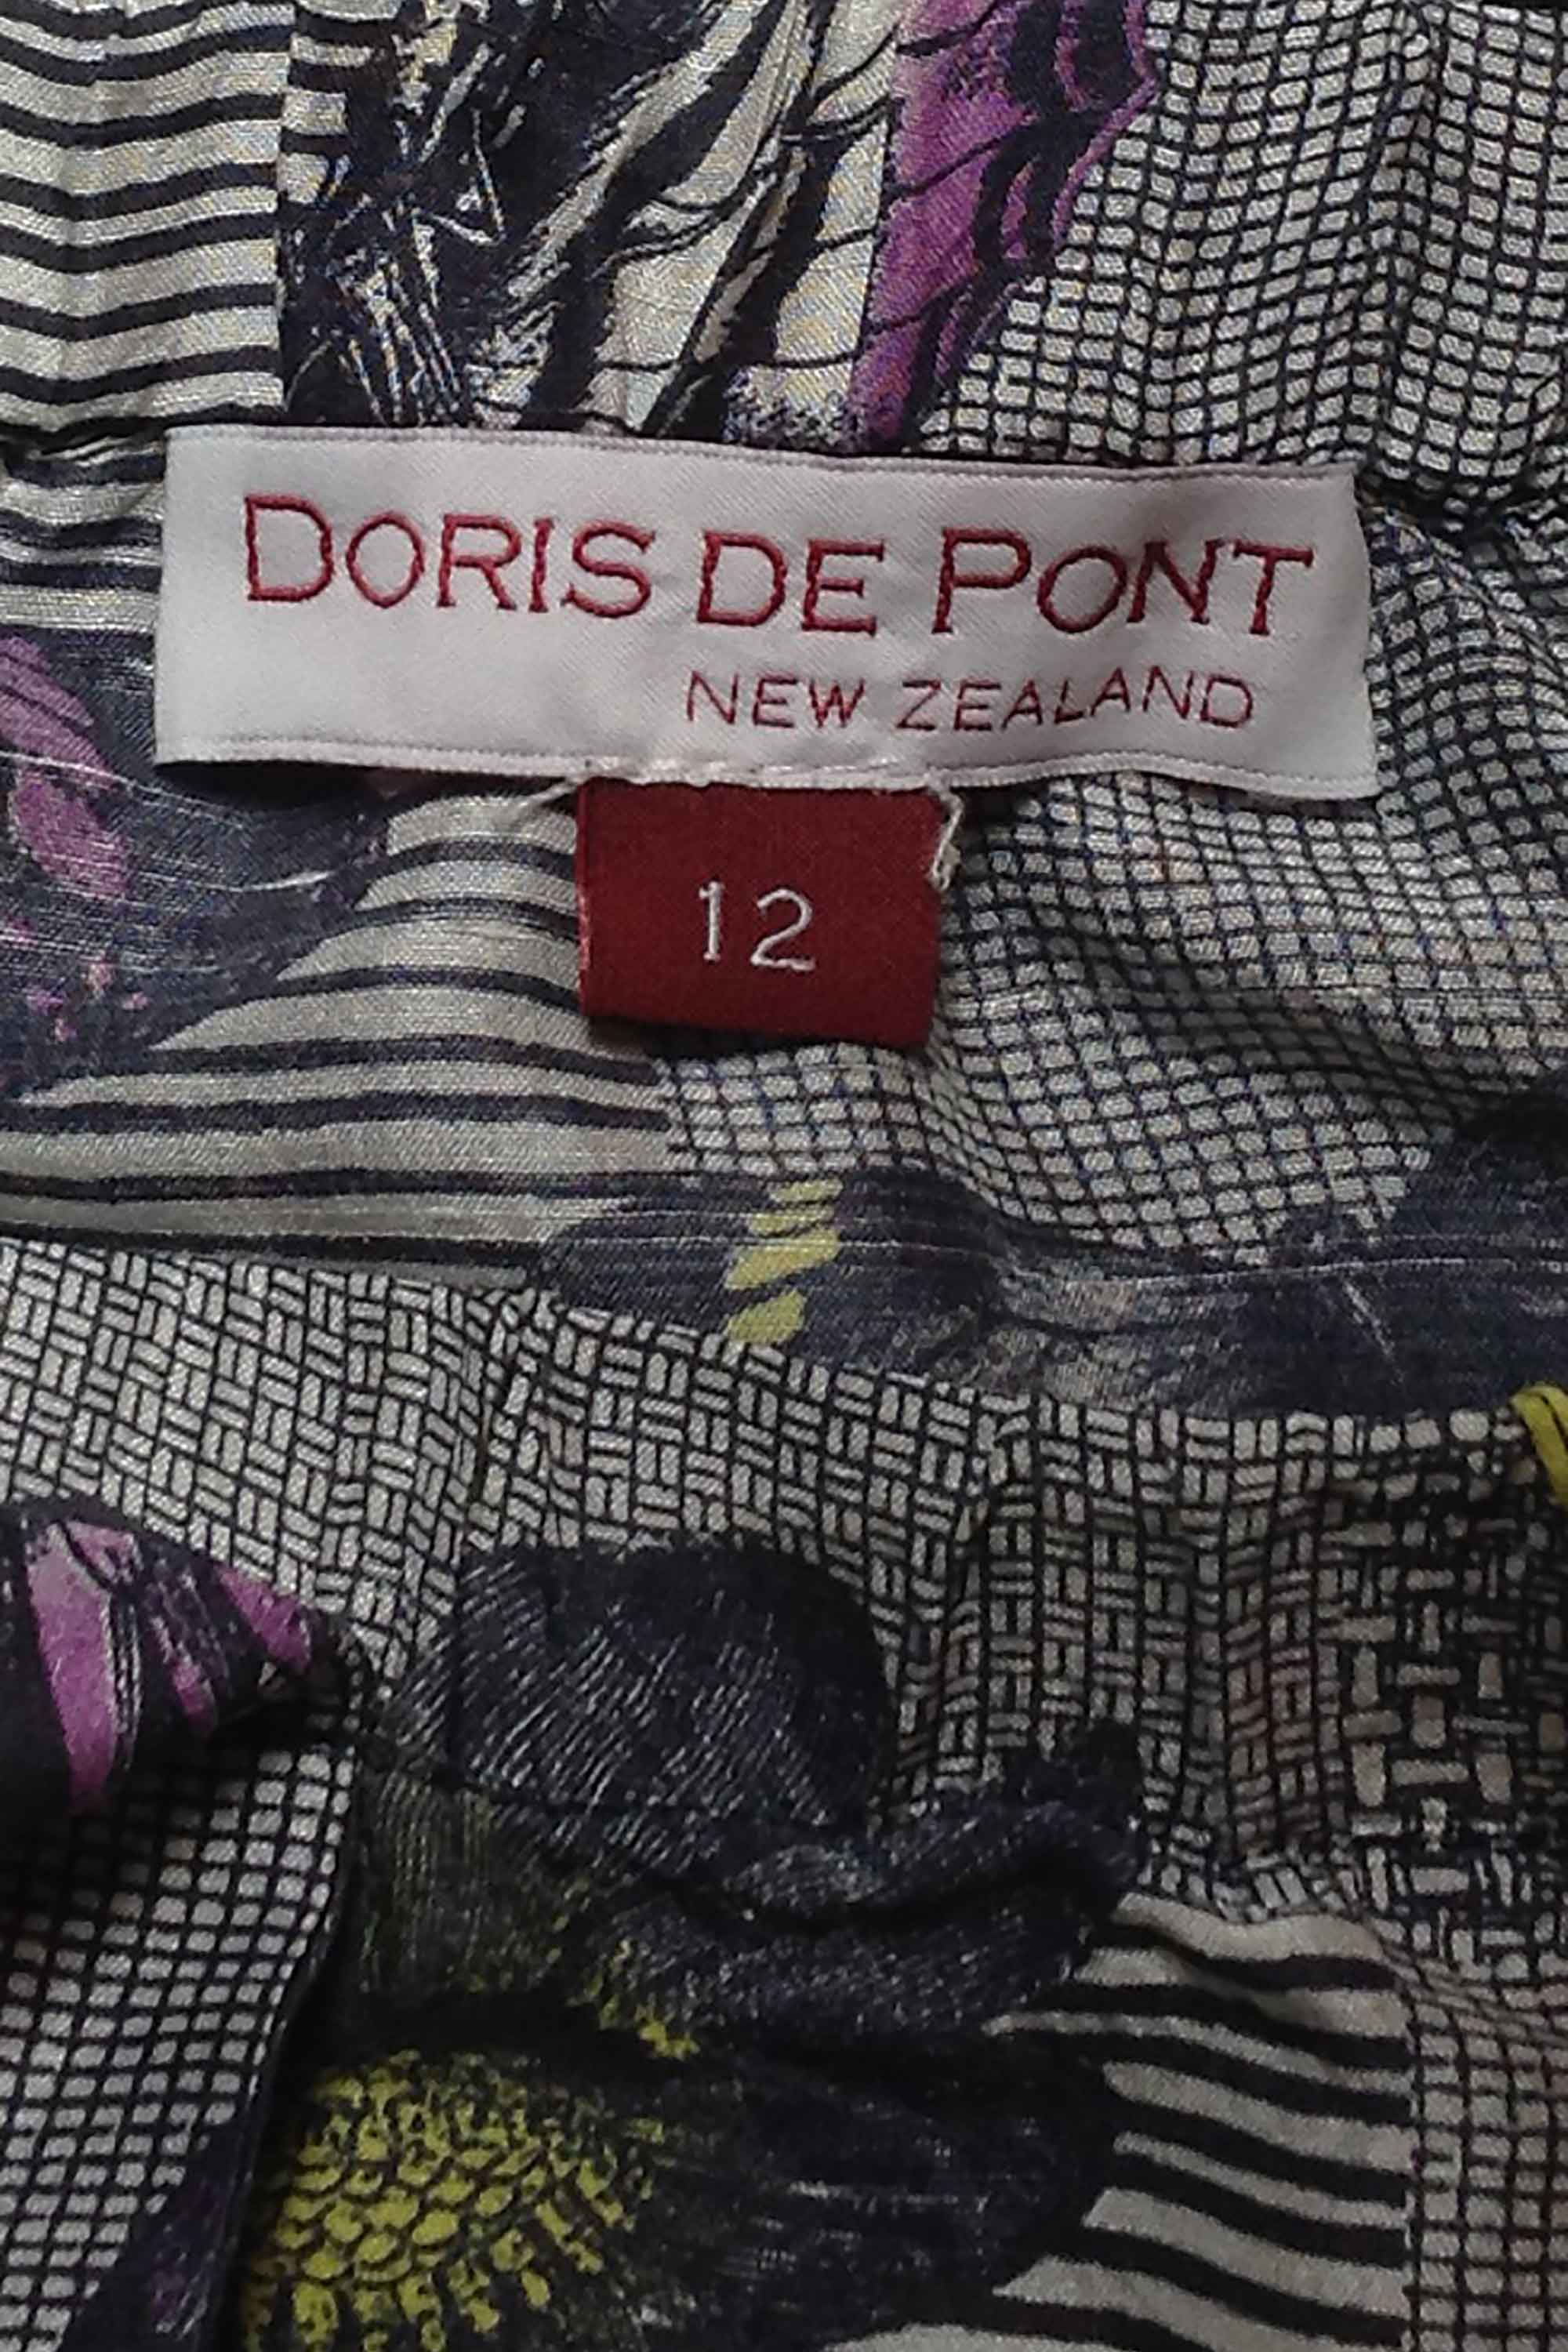 DORIS DE PONT
NEW ZEALAND
12